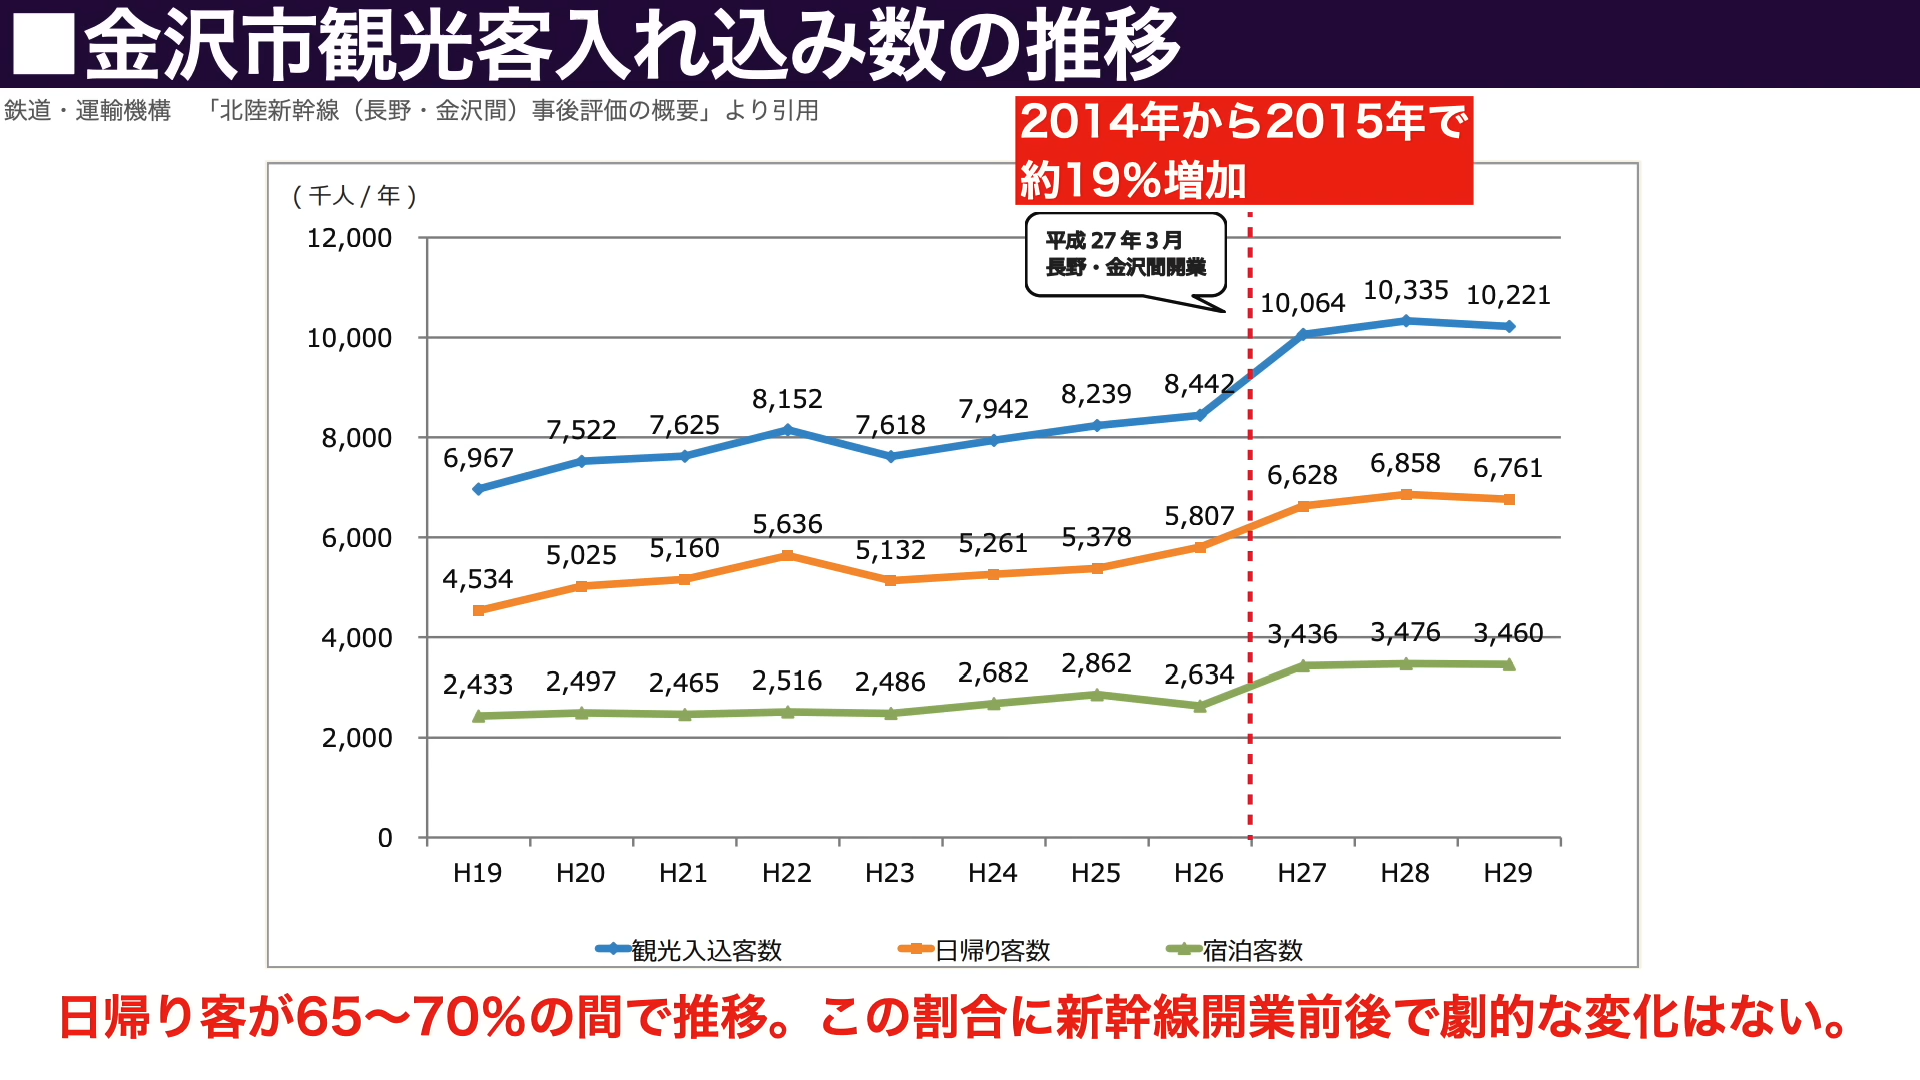 ■金沢市観光客入れ込み数の推移
鉄道・運輸機構　「北陸新幹線（長野・金沢間）事後評価の概要」より引用
2014年から2015年で
約19%増加
(千人/年)
平成27年3月
長野・金沢間開業
12,000
10,000
8,000
6,000
4,000
2,000
0
6,967 7,522 7,625 8,152 7,618 7,942 8,239 8,442 10,064 10,335 10,221
4,534 5,025 5,160 5,636 5,132 5,261 5,378 5,807 6,628 6,858 6,761
2,433 2,497 2,465 2,516 2,486 2,682 2,862 2,634 3,436 3,476 3,460
H19 H20 H21 H22 H23 H24 H25 H26 H27 H28 H29
観光入込客数 日帰り客数 宿泊客数
日帰り客が65〜70%の間で推移。この割合に新幹線開業前後で劇的な変化はない。